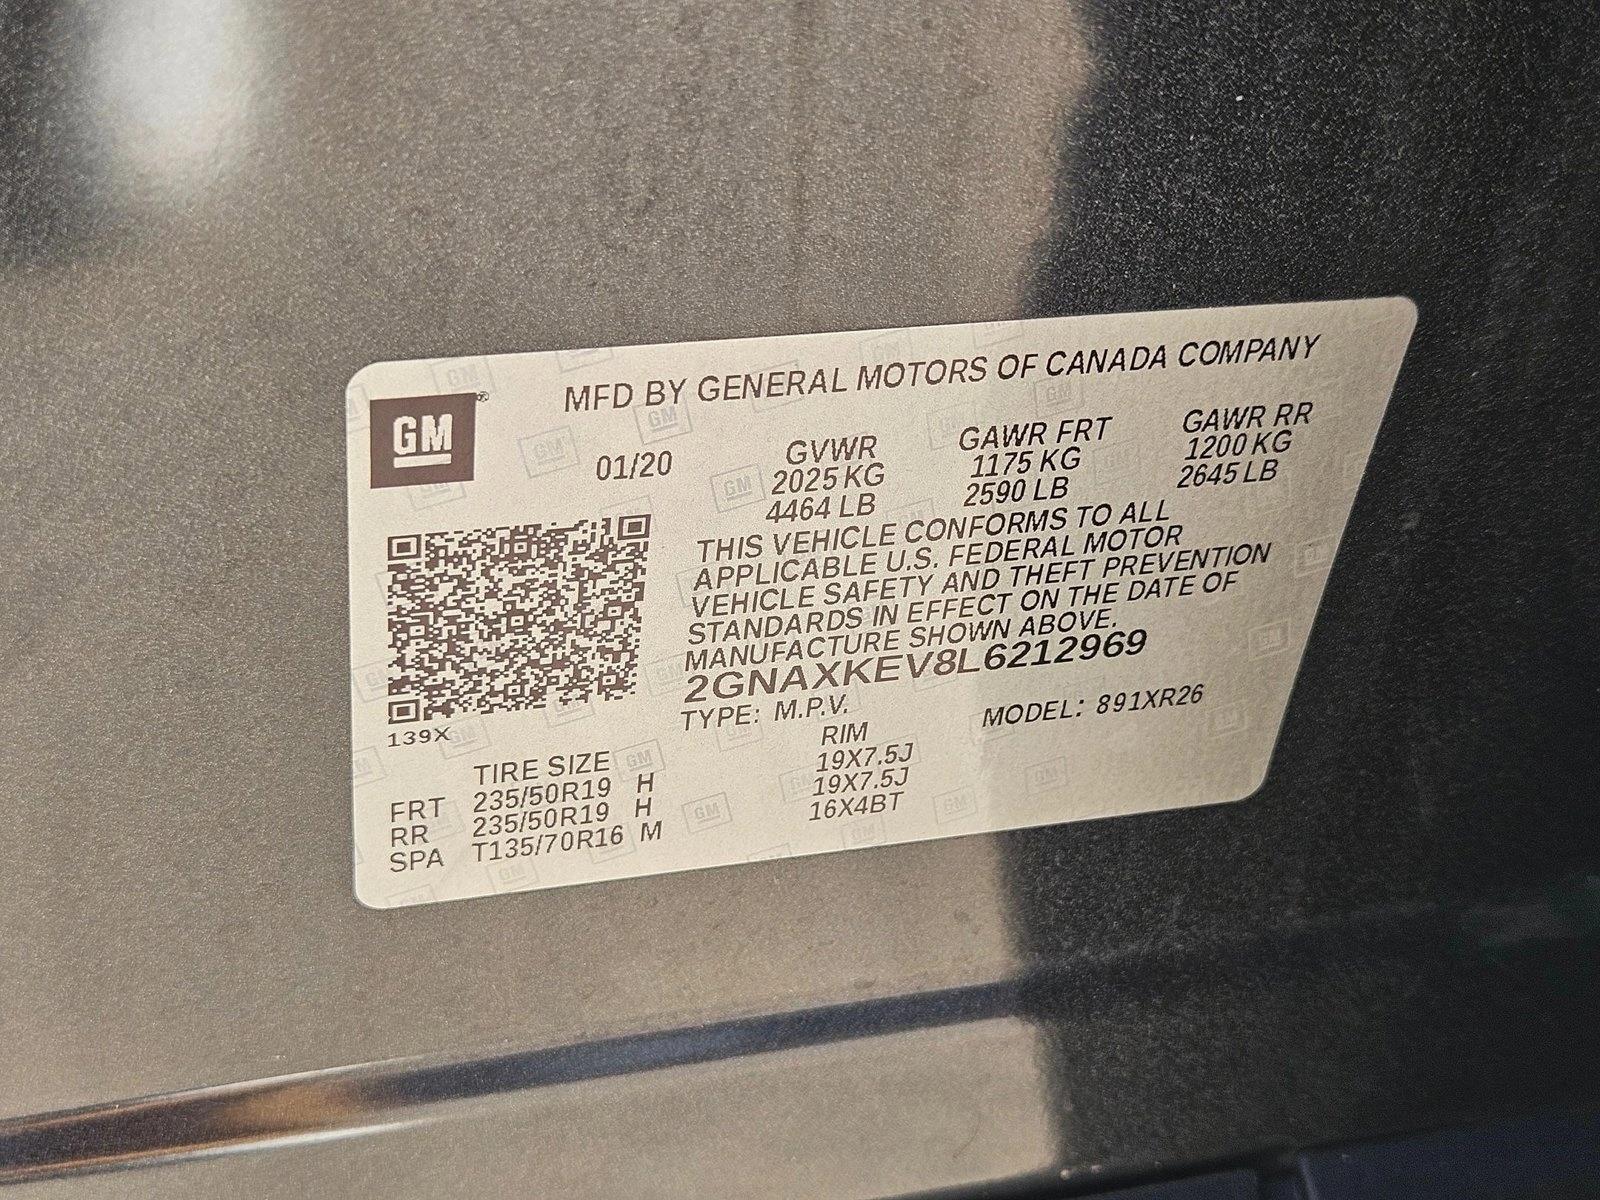 GM
MFD BY GENERAL MOTORS OF CANADA COMPANY
01/20
GVWR GAWR FRT GAWR RR
2025 KG 1175 KG 1200 KG
4464 LB 2590 LB 2645 LB
THIS VEHICLE CONFORMS TO ALL
APPLICABLE U.S. FEDERAL MOTOR
VEHICLE SAFETY AND THEFT PREVENTION
STANDARDS IN EFFECT ON THE DATE OF
MANUFACTURE SHOWN ABOVE.
2GNAXKEV8L6212969
TYPE: M.P.V. MODEL: 891XR26
139X
TIRE SIZE RIM
FRT 235/50R19 H 19X7.5J
RR 235/50R19 H 19X7.5J
SPA T135/70R16 M 16X4BT